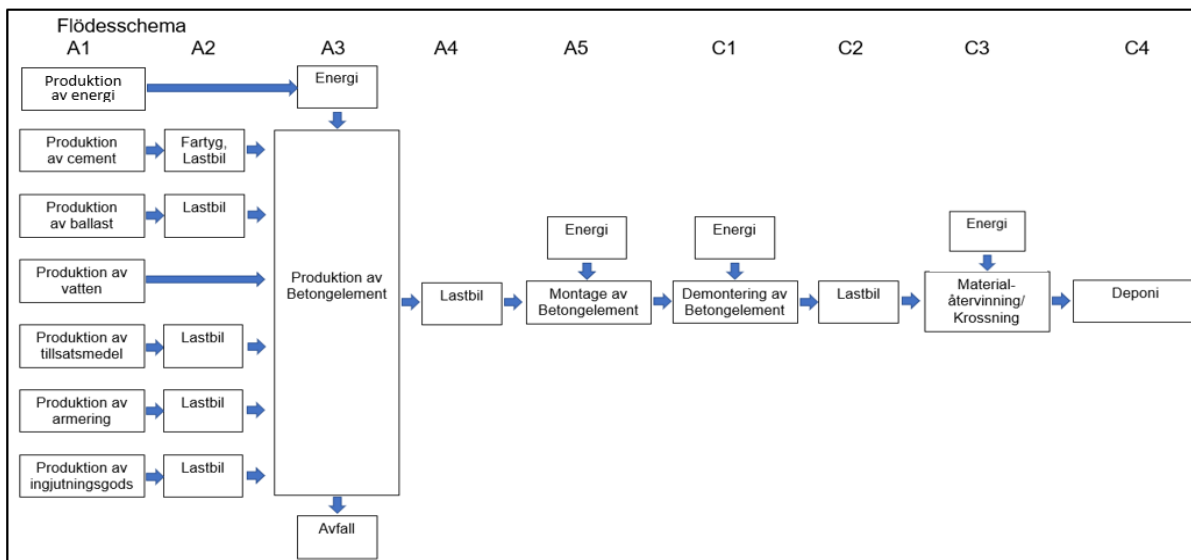 Flödesschema
A1 A2 A3 A4 A5 C1 C2 C3 C4
Produktion
av energi
Energi
Produktion
av cement
Fartyg,
Lastbil
Produktion
av ballast
Lastbil
Produktion av
vatten
Produktion av
tillsatsmedel
Lastbil
Produktion av
armering
Lastbil
Produktion av
ingjutningsgods
Lastbil
Produktion av
Betongelement
Avfall
Lastbil
Energi
Montage av
Betongelement
Energi
Demontering av
Betongelement
Lastbil
Energi
Material-
återvinning/
Krossning
Deponi